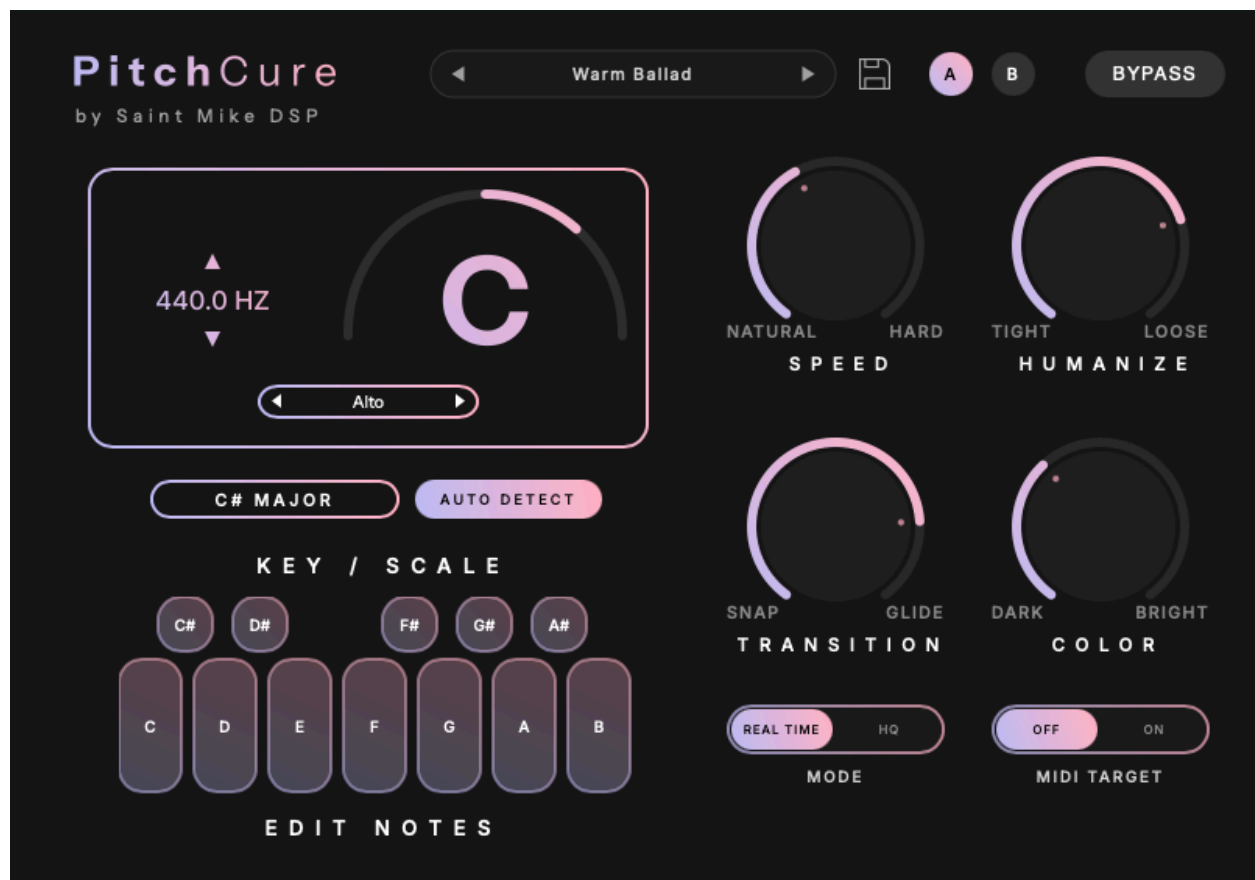 PitchCure
by Saint Mike DSP
Warm Ballad
A
B
BYPASS
440.0 HZ
C
Alto
C# MAJOR
AUTO DETECT
KEY / SCALE
C# D# F# G# A#
C D E F G A B
EDIT NOTES
NATURAL HARD
SPEED
TIGHT LOOSE
HUMANIZE
SNAP GLIDE
TRANSITION
DARK BRIGHT
COLOR
REAL TIME HQ
MODE
OFF ON
MIDI TARGET